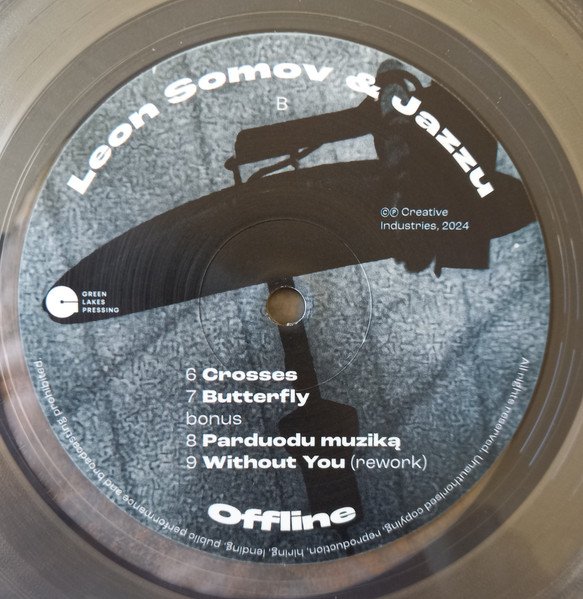 Leon Somov & Jazzu
B
©℗ Creative
Industries, 2024
GREEN
LAKES
PRESSING
6 Crosses
7 Butterfly
bonus
8 Parduodu muziką
9 Without You (rework)
Offline
All rights reserved. Unauthorised copying, reproduction, hiring, lending, public performance and broadcasting prohibited.